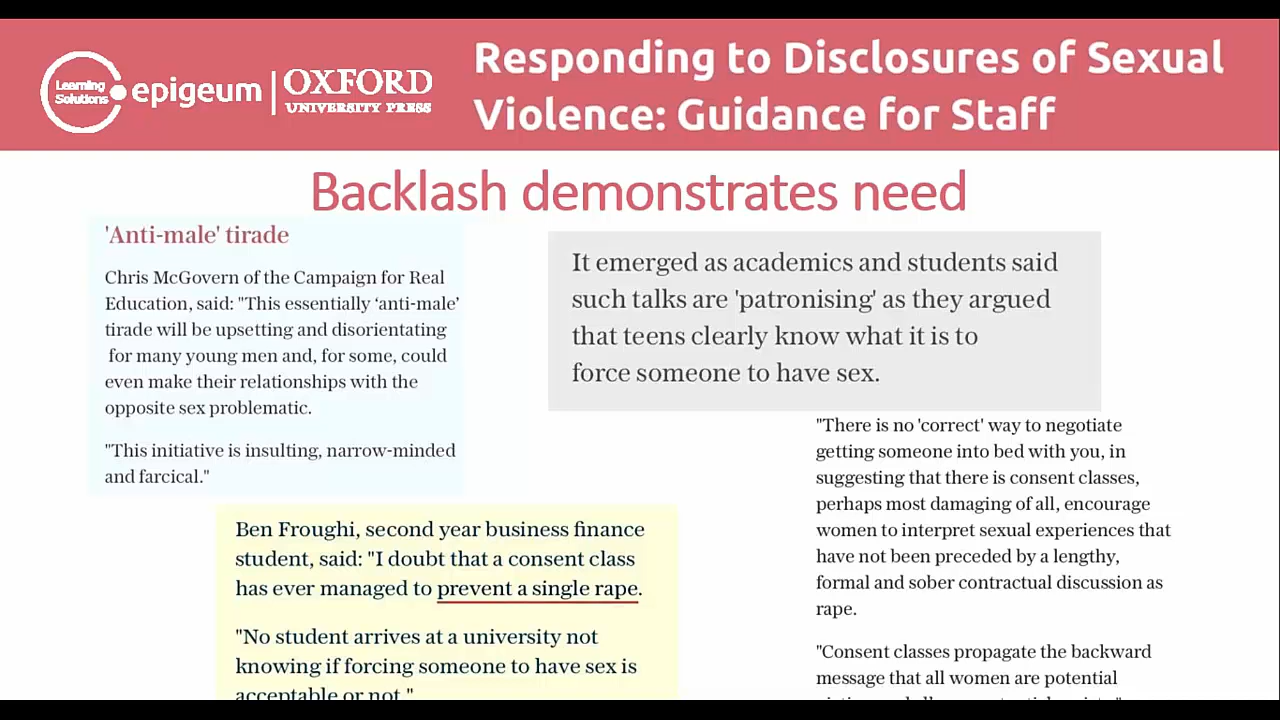 Learning
Solutions
epigeum
OXFORD
UNIVERSITY PRESS
Responding to Disclosures of Sexual
Violence: Guidance for Staff
Backlash demonstrates need
'Anti-male' tirade
Chris McGovern of the Campaign for Real
Education, said: "This essentially ‘anti-male’
tirade will be upsetting and disorientating
for many young men and, for some, could
even make their relationships with the
opposite sex problematic.
"This initiative is insulting, narrow-minded
and farcical."
It emerged as academics and students said
such talks are 'patronising' as they argued
that teens clearly know what it is to
force someone to have sex.
Ben Froughi, second year business finance
student, said: "I doubt that a consent class
has ever managed to prevent a single rape.
"No student arrives at a university not
knowing if forcing someone to have sex is
acceptable or not."
"There is no 'correct' way to negotiate
getting someone into bed with you, in
suggesting that there is consent classes,
perhaps most damaging of all, encourage
women to interpret sexual experiences that
have not been preceded by a lengthy,
formal and sober contractual discussion as
rape.
"Consent classes propagate the backward
message that all women are potential